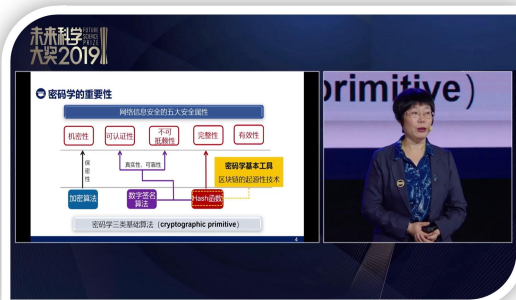 未来科学
大奖2019
FUTURE
SCIENCE
PRIZE
密码学的重要性
网络信息安全的五大安全属性
机密性
可认证性
不可
抵赖性
完整性
有效性
保密性
真实性、可靠性
密码学基本工具
区块链的起源性技术
加密算法
数字签名
算法
Hash函数
密码学三类基础算法（cryptographic primitive）
4
primitive）